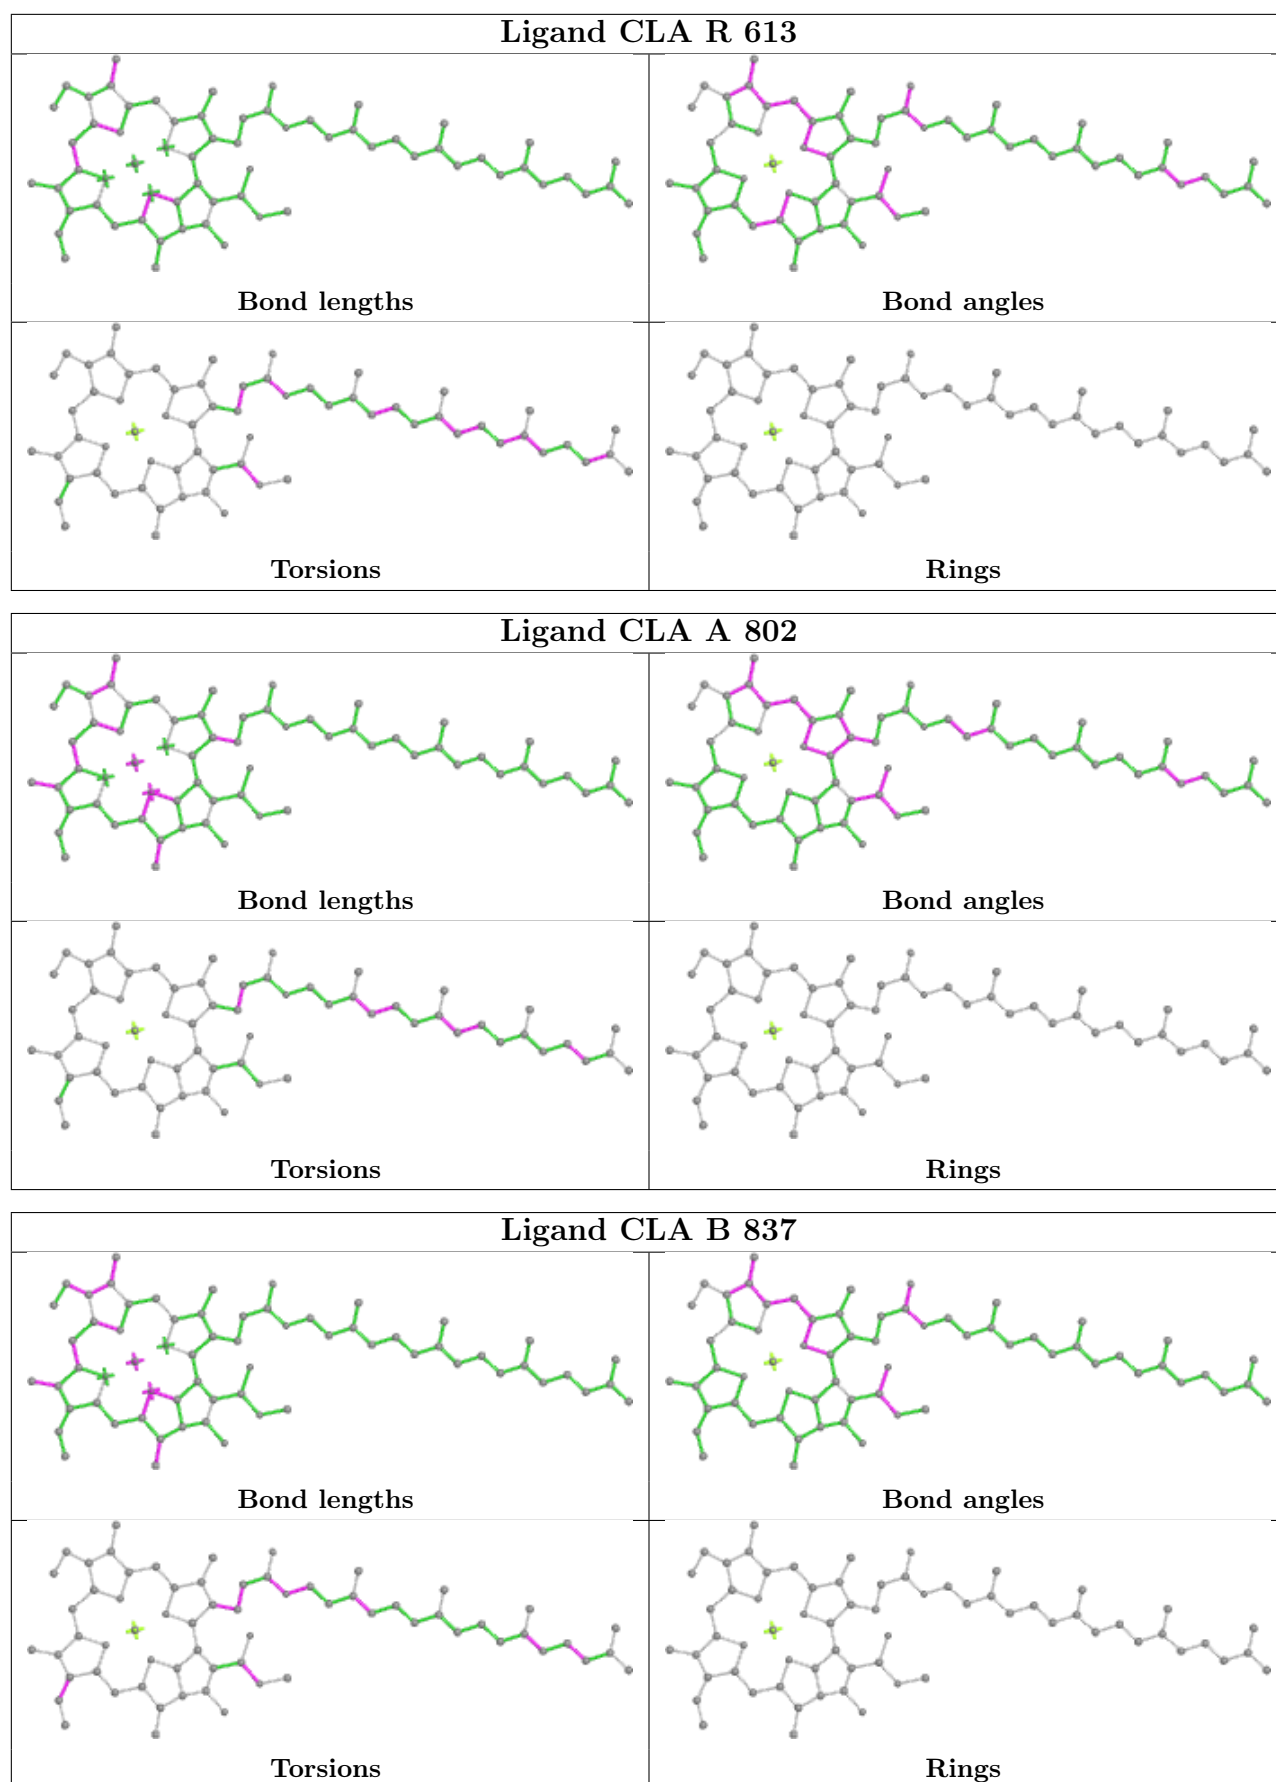 Ligand CLA R 613
Bond lengths
Bond angles
Torsions
Rings
Ligand CLA A 802
Bond lengths
Bond angles
Torsions
Rings
Ligand CLA B 837
Bond lengths
Bond angles
Torsions
Rings